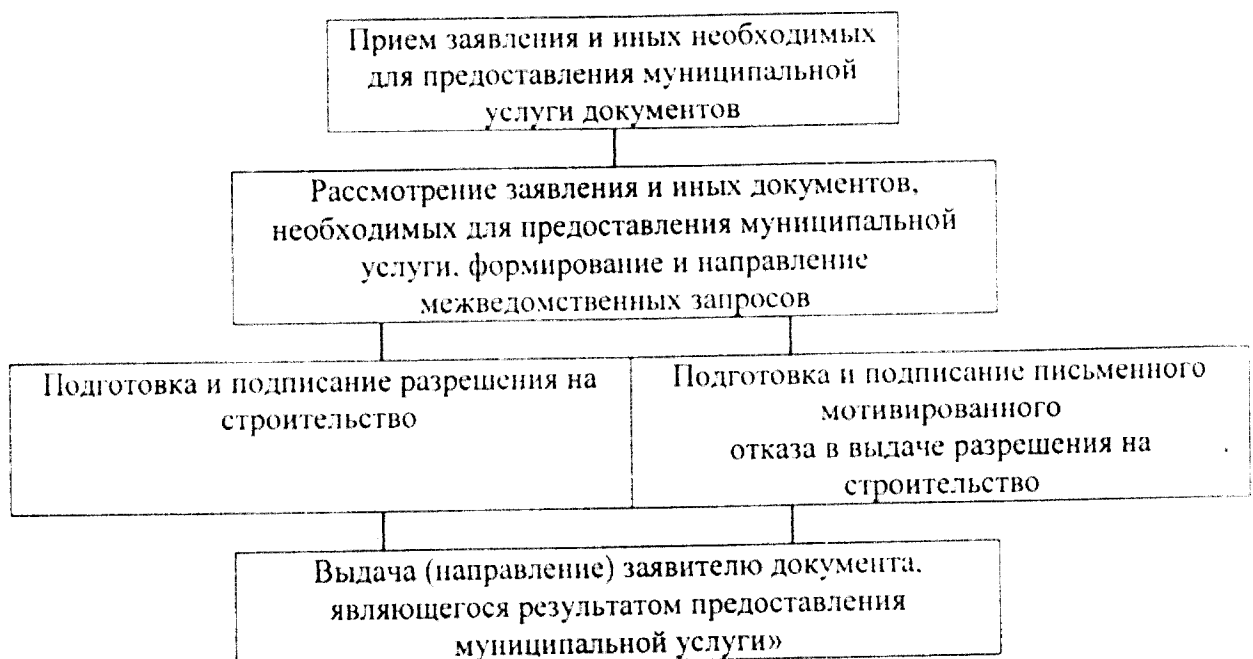 Прием заявления и иных необходимых
для предоставления муниципальной
услуги документов
Рассмотрение заявления и иных документов,
необходимых для предоставления муниципальной
услуги, формирование и направление
межведомственных запросов
Подготовка и подписание разрешения на
строительство
Подготовка и подписание письменного
мотивированного
отказа в выдаче разрешения на
строительство
Выдача (направление) заявителю документа,
являющегося результатом предоставления
муниципальной услуги»